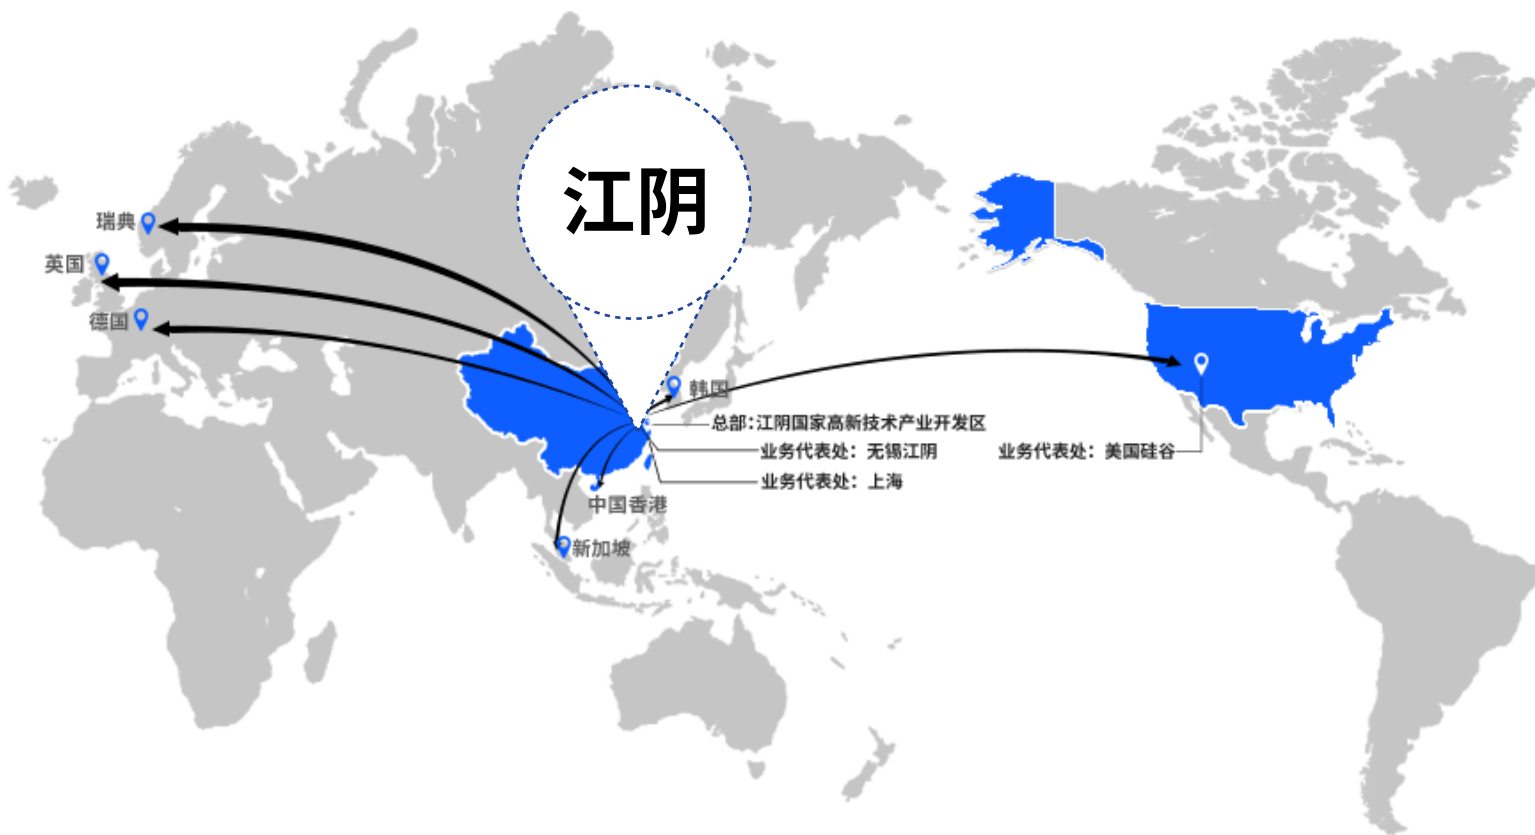 江阴
瑞典
英国
德国
韩国
总部：江阴国家高新技术产业开发区
业务代表处：无锡江阴
业务代表处：美国硅谷
业务代表处：上海
中国香港
新加坡